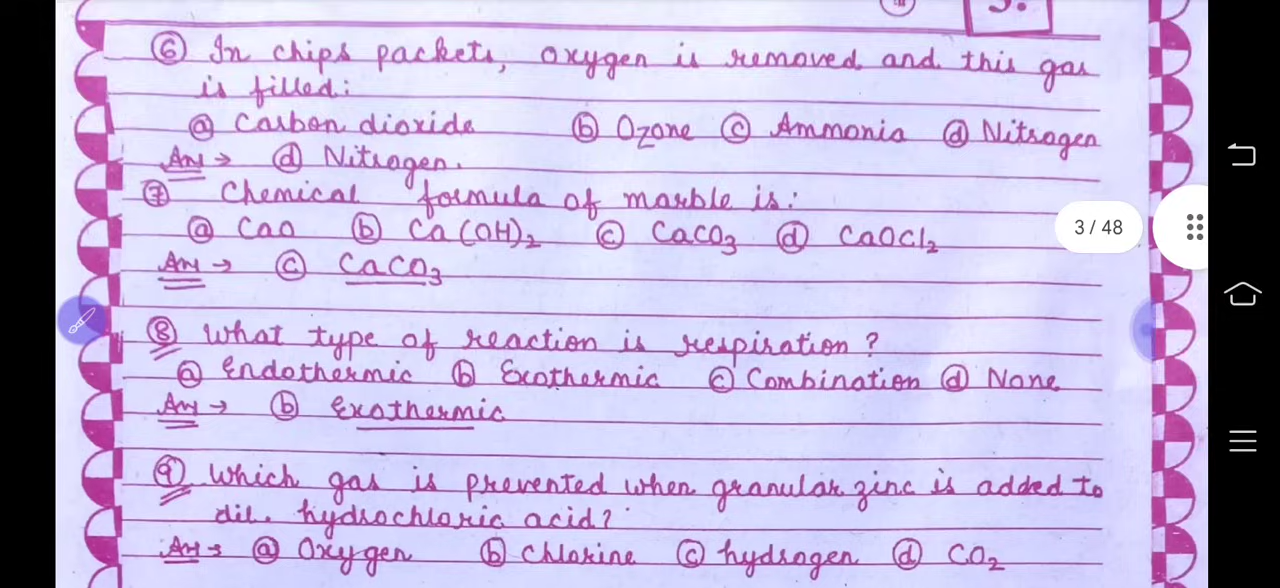 6 In chips packets, oxygen is removed and this gas
is filled:
a Carbon dioxide b Ozone c Ammonia d Nitrogen
Ans → d Nitrogen.
7 Chemical formula of marble is:
a CaO b Ca(OH)₂ c CaCO₃ d CaOCl₂
Ans → c CaCO₃
3 / 48
8 What type of reaction is respiration?
a Endothermic b Exothermic c Combination d None
Ans → b Exothermic
9 Which gas is prevented when granular zinc is added to
dil. hydrochloric acid?
Ans → a Oxygen b Chlorine c hydrogen d CO₂